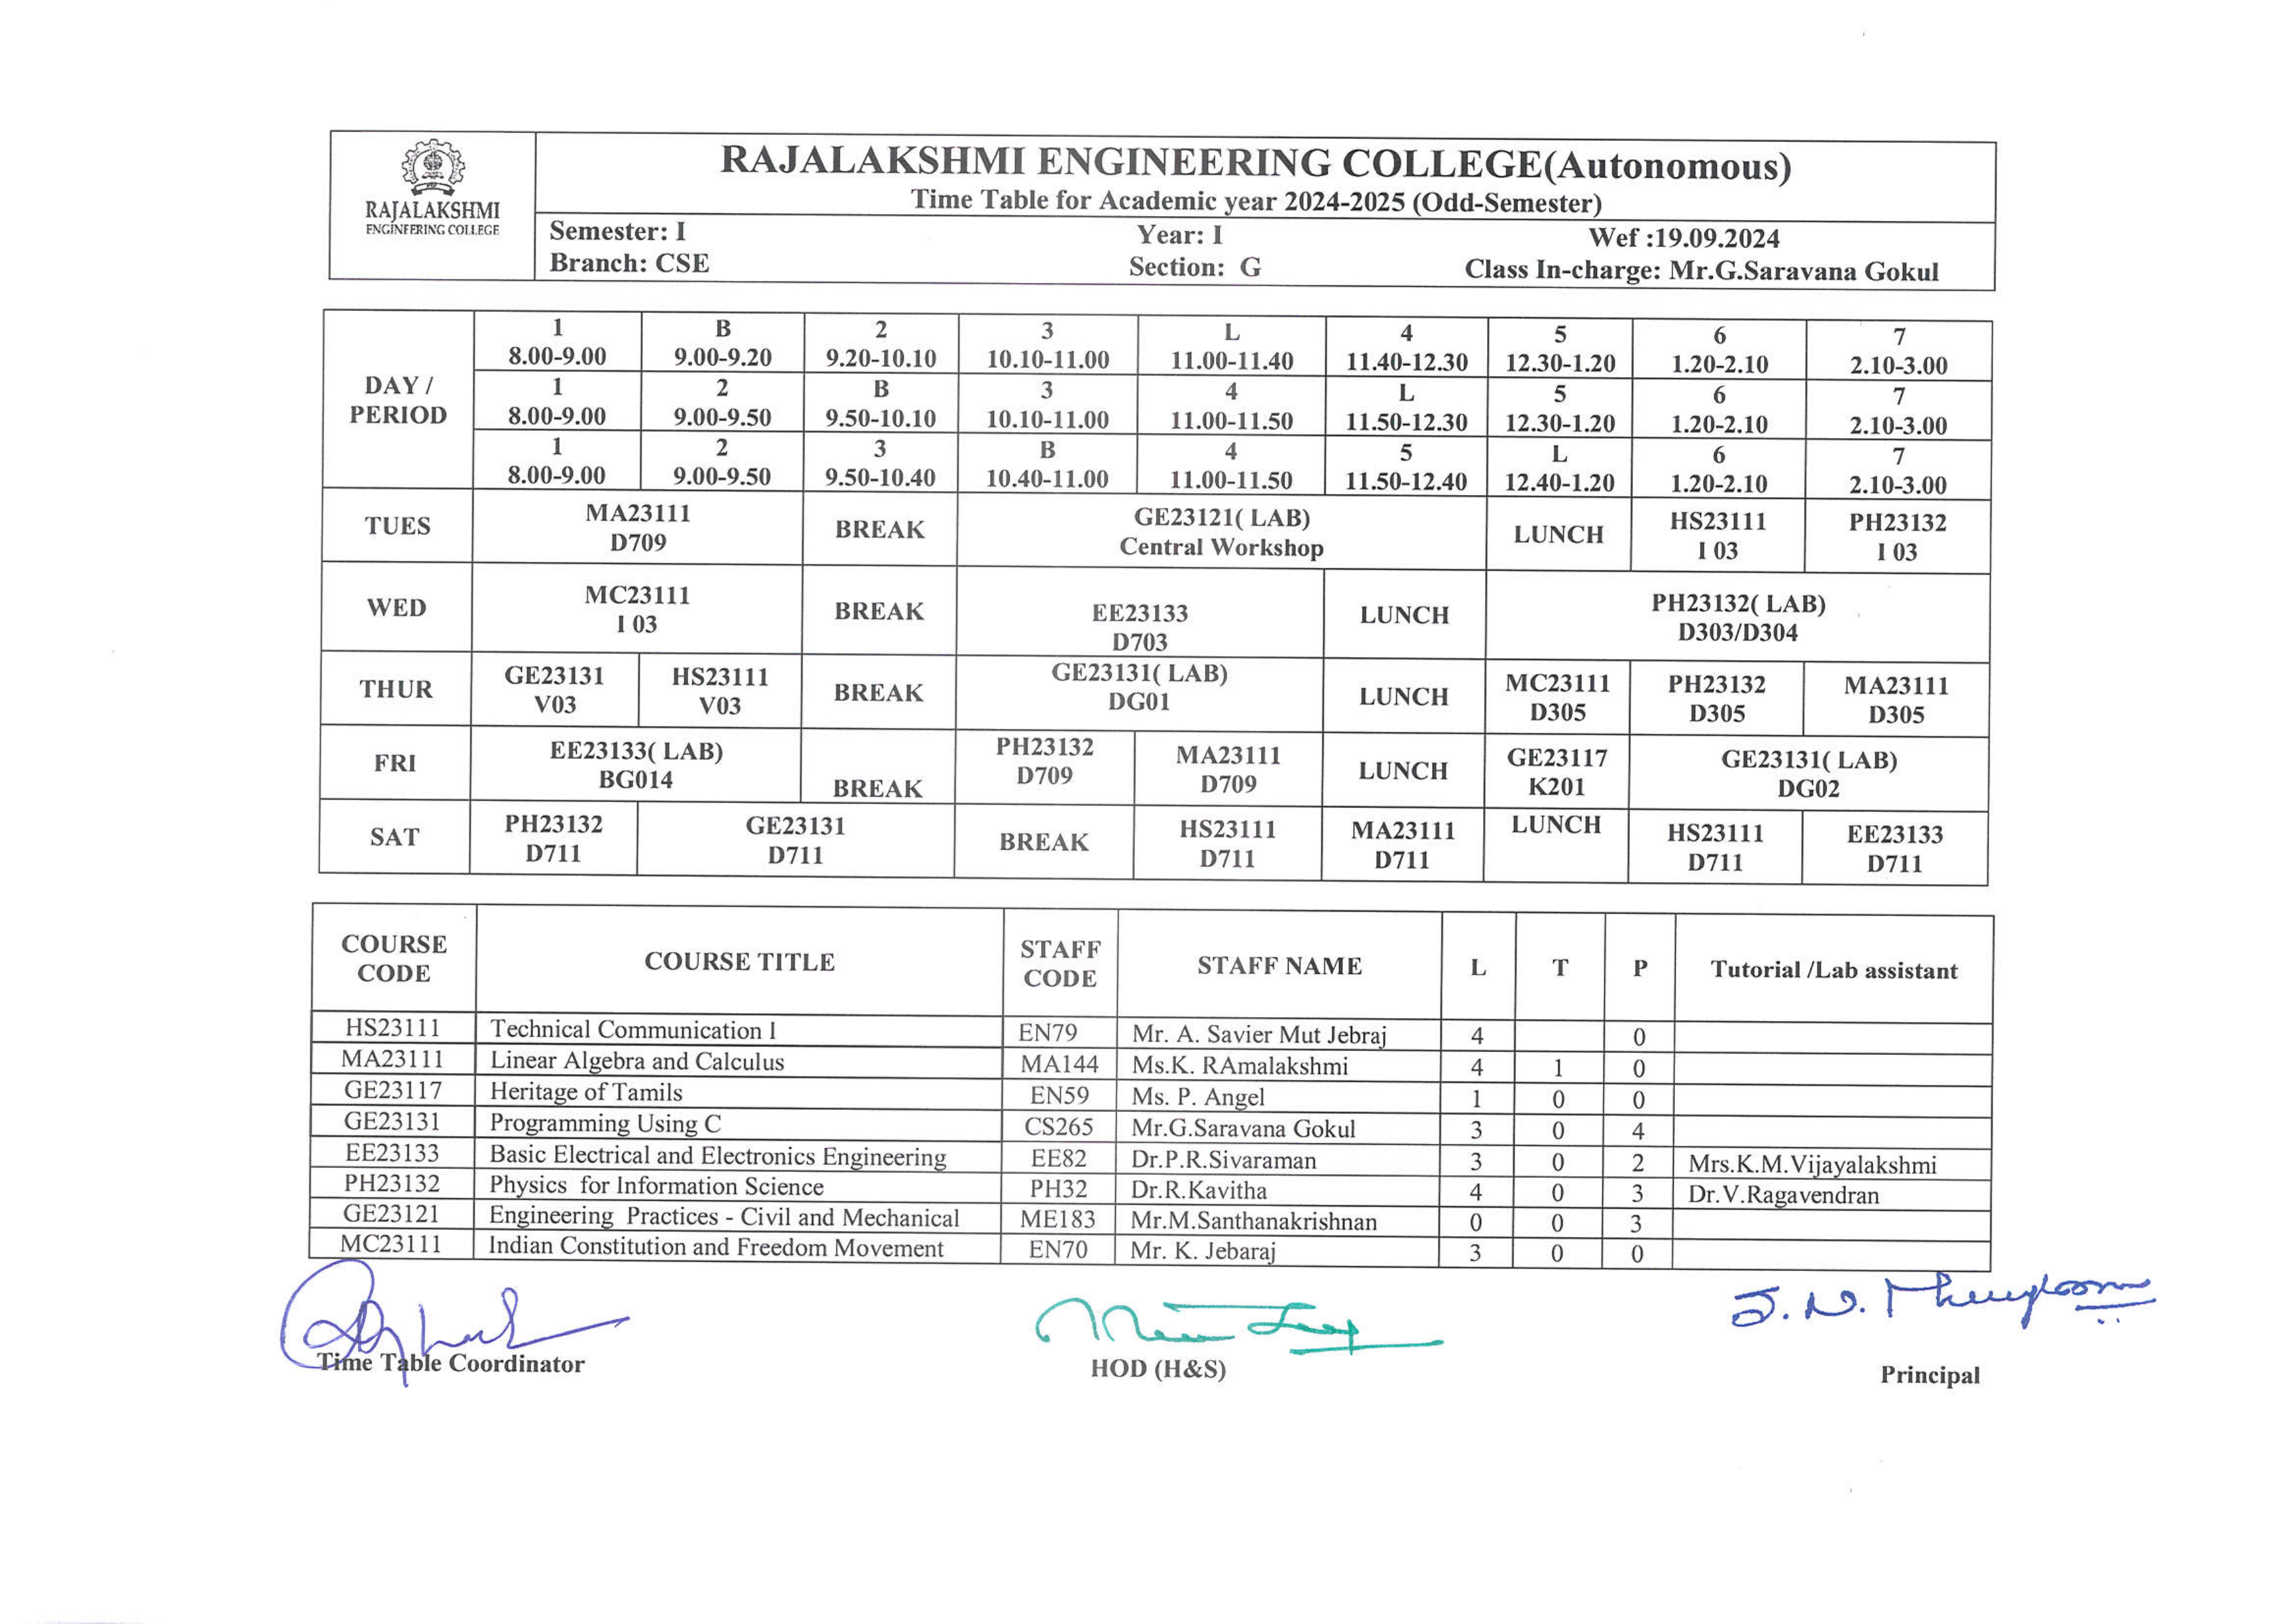 RAJALAKSHMI
ENGINEERING COLLEGE
RAJALAKSHMI ENGINEERING COLLEGE(Autonomous)
Time Table for Academic year 2024-2025 (Odd-Semester)
Semester: I Year: I Wef :19.09.2024
Branch: CSE Section: G Class In-charge: Mr.G.Saravana Gokul
DAY / PERIOD
1 B 2 3 L 4 5 6 7
8.00-9.00 9.00-9.20 9.20-10.10 10.10-11.00 11.00-11.40 11.40-12.30 12.30-1.20 1.20-2.10 2.10-3.00
1 2 B 3 4 L 5 6 7
8.00-9.00 9.00-9.50 9.50-10.10 10.10-11.00 11.00-11.50 11.50-12.30 12.30-1.20 1.20-2.10 2.10-3.00
1 2 3 B 4 5 L 6 7
8.00-9.00 9.00-9.50 9.50-10.40 10.40-11.00 11.00-11.50 11.50-12.40 12.40-1.20 1.20-2.10 2.10-3.00
TUES MA23111 BREAK GE23121( LAB) LUNCH HS23111 PH23132
D709 Central Workshop I 03 I 03
WED MC23111 BREAK EE23133 LUNCH PH23132( LAB)
I 03 D703 D303/D304
THUR GE23131 HS23111 BREAK GE23131( LAB) LUNCH MC23111 PH23132 MA23111
V03 V03 DG01 D305 D305 D305
FRI EE23133( LAB) BREAK PH23132 MA23111 LUNCH GE23117 GE23131( LAB)
BG014 D709 D709 K201 DG02
SAT PH23132 GE23131 BREAK HS23111 MA23111 LUNCH HS23111 EE23133
D711 D711 D711 D711 D711 D711
COURSE CODE COURSE TITLE STAFF CODE STAFF NAME L T P Tutorial /Lab assistant
HS23111 Technical Communication I EN79 Mr. A. Savier Mut Jebraj 4 0
MA23111 Linear Algebra and Calculus MA144 Ms.K. RAmalakshmi 4 1 0
GE23117 Heritage of Tamils EN59 Ms. P. Angel 1 0 0
GE23131 Programming Using C CS265 Mr.G.Saravana Gokul 3 0 4
EE23133 Basic Electrical and Electronics Engineering EE82 Dr.P.R.Sivaraman 3 0 2 Mrs.K.M.Vijayalakshmi
PH23132 Physics for Information Science PH32 Dr.R.Kavitha 4 0 3 Dr.V.Ragavendran
GE23121 Engineering Practices - Civil and Mechanical ME183 Mr.M.Santhanakrishnan 0 0 3
MC23111 Indian Constitution and Freedom Movement EN70 Mr. K. Jebaraj 3 0 0
Time Table Coordinator HOD (H&S) Principal